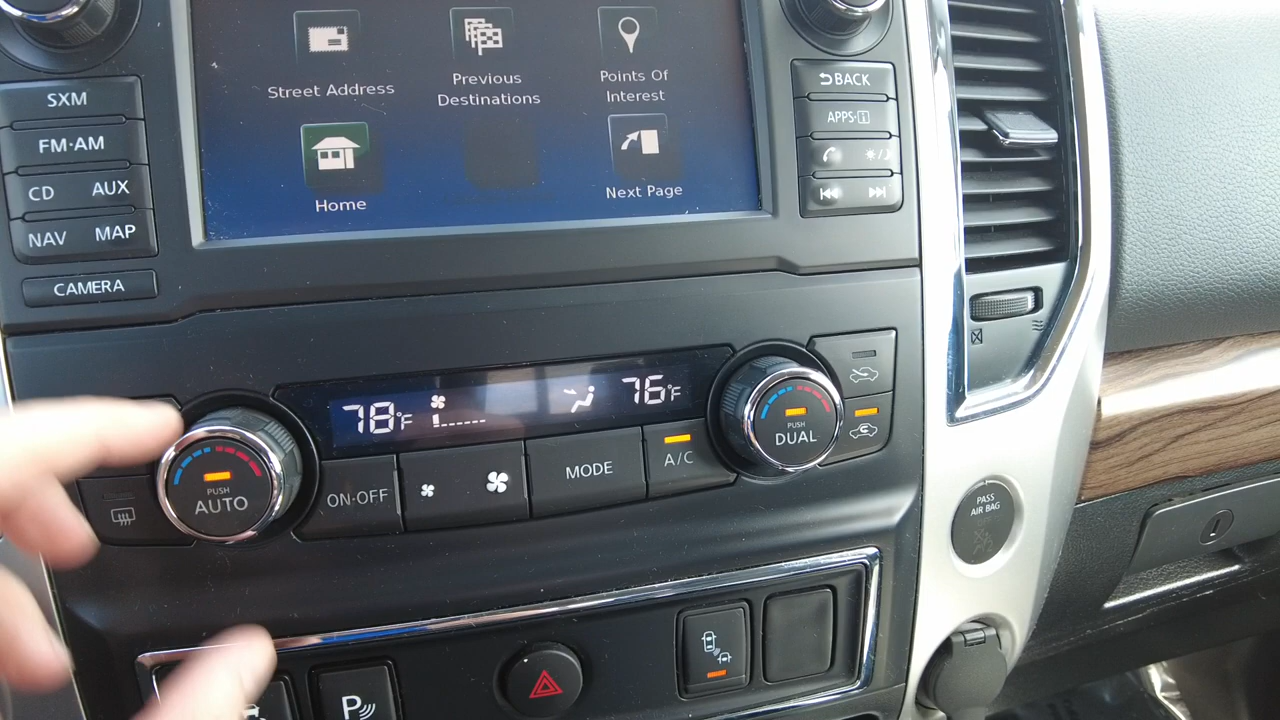 Street Address
Previous
Destinations
Points Of
Interest
Home
Next Page
SXM
FM·AM
CD AUX
NAV MAP
CAMERA
BACK
APPS·i
78°F
76°F
PUSH
AUTO
ON·OFF
MODE
A/C
PUSH
DUAL
PASS
AIR BAG
P